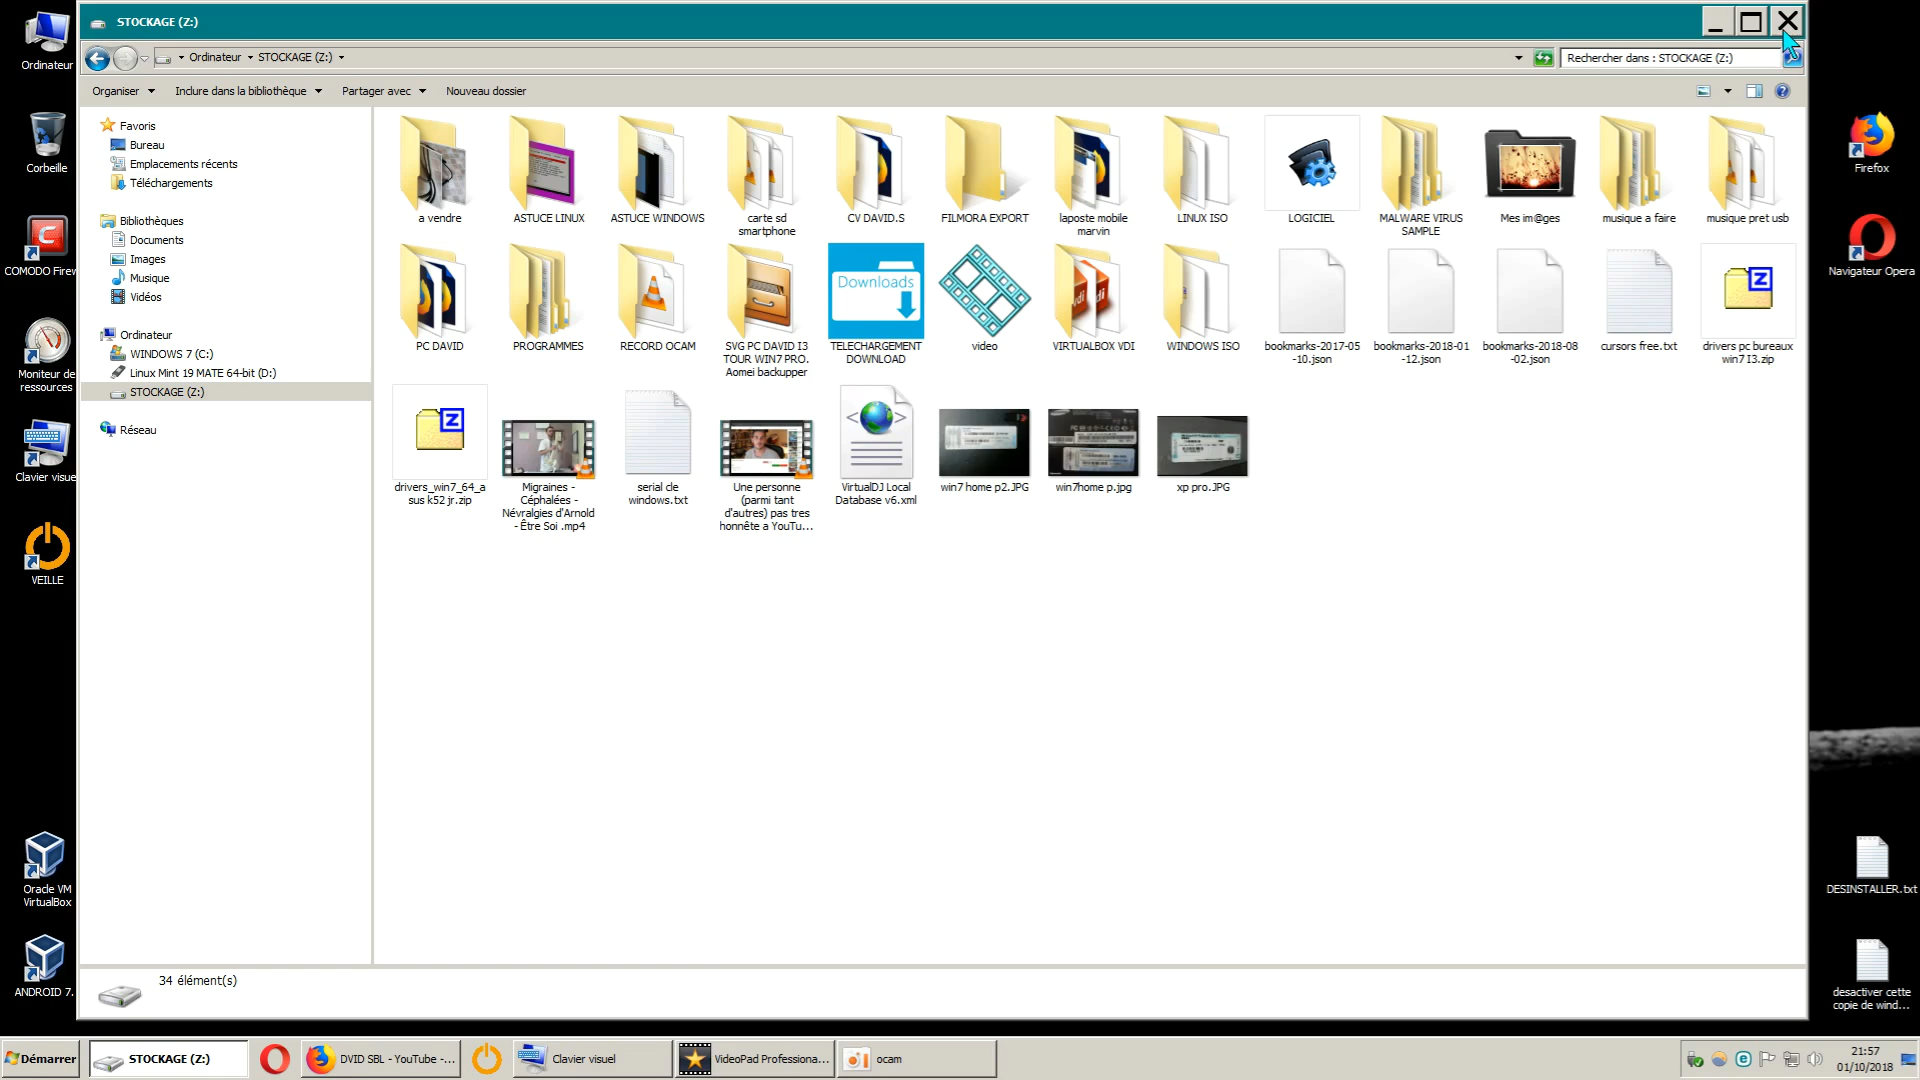 STOCKAGE (Z:)
Ordinateur
STOCKAGE (Z:)
Rechercher dans : STOCKAGE (Z:)
Organiser
Inclure dans la bibliothèque
Partager avec
Nouveau dossier
Ordinateur
Corbeille
COMODO Firew
Moniteur de
ressources
Clavier visue
VEILLE
Oracle VM
VirtualBox
ANDROID 7.
Favoris
Bureau
Emplacements récents
Téléchargements
Bibliothèques
Documents
Images
Musique
Vidéos
Ordinateur
WINDOWS 7 (C:)
Linux Mint 19 MATE 64-bit (D:)
STOCKAGE (Z:)
Réseau
a vendre
ASTUCE LINUX
ASTUCE WINDOWS
carte sd
smartphone
CV DAVID.S
FILMORA EXPORT
laposte mobile
marvin
LINUX ISO
LOGICIEL
MALWARE VIRUS
SAMPLE
Mes im@ges
musique a faire
musique pret usb
PC DAVID
PROGRAMMES
RECORD OCAM
SVG PC DAVID I3
TOUR WIN7 PRO.
Aomei backupper
Downloads
TELECHARGEMENT
DOWNLOAD
video
VIRTUALBOX VDI
WINDOWS ISO
bookmarks-2017-05
-10.json
bookmarks-2018-01
-12.json
bookmarks-2018-08
-02.json
cursors free.txt
drivers pc bureaux
win7 I3.zip
drivers_win7_64_a
sus k52 jr.zip
Migraines -
Céphalées -
Névralgies d'Arnold
- Être Soi .mp4
serial cle
windows.txt
Une personne
(parmi tant
d'autres) pas tres
honnête a YouTu...
VirtualDJ Local
Database v6.xml
win7 home p2.JPG
win7home p.jpg
xp pro.JPG
34 élément(s)
Firefox
Navigateur Opera
DESINSTALLER.txt
desactiver cette
copie de wind...
Démarrer
STOCKAGE (Z:)
DVID SBL - YouTube -...
Clavier visuel
VideoPad Professiona...
ocam
21:57
01/10/2018